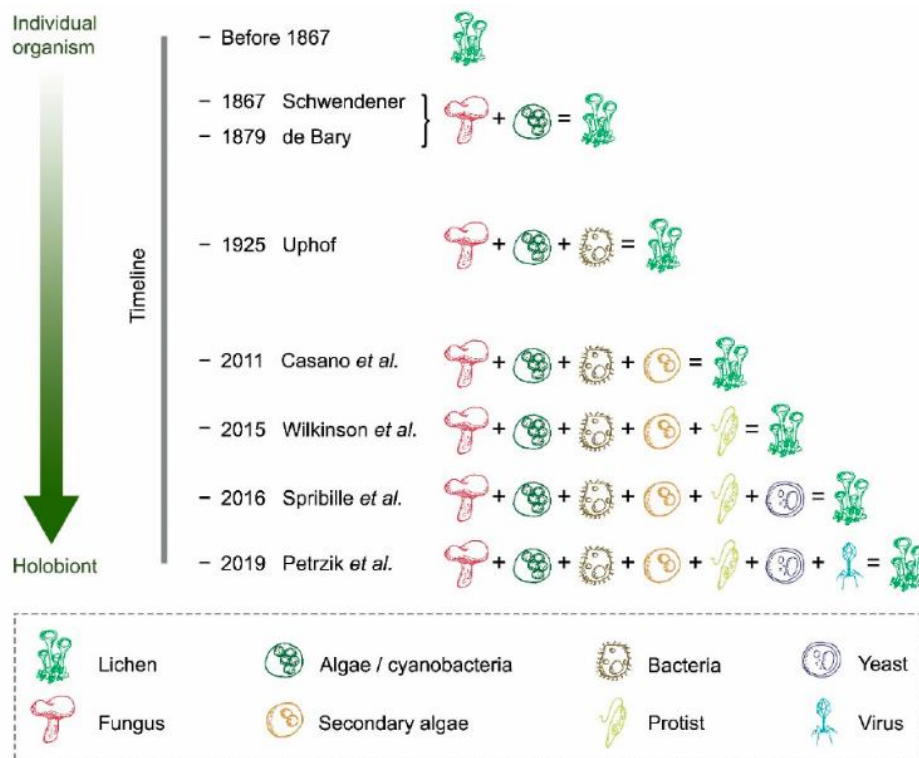 Individual
organism
– Before 1867
– 1867 Schwendener
– 1879 de Bary
} + =
– 1925 Uphof + + =
– 2011 Casano et al. + + + =
– 2015 Wilkinson et al. + + + + =
– 2016 Spribille et al. + + + + + =
– 2019 Petrzik et al. + + + + + + =
Timeline
Holobiont
Lichen
Algae / cyanobacteria
Bacteria
Yeast
Fungus
Secondary algae
Protist
Virus